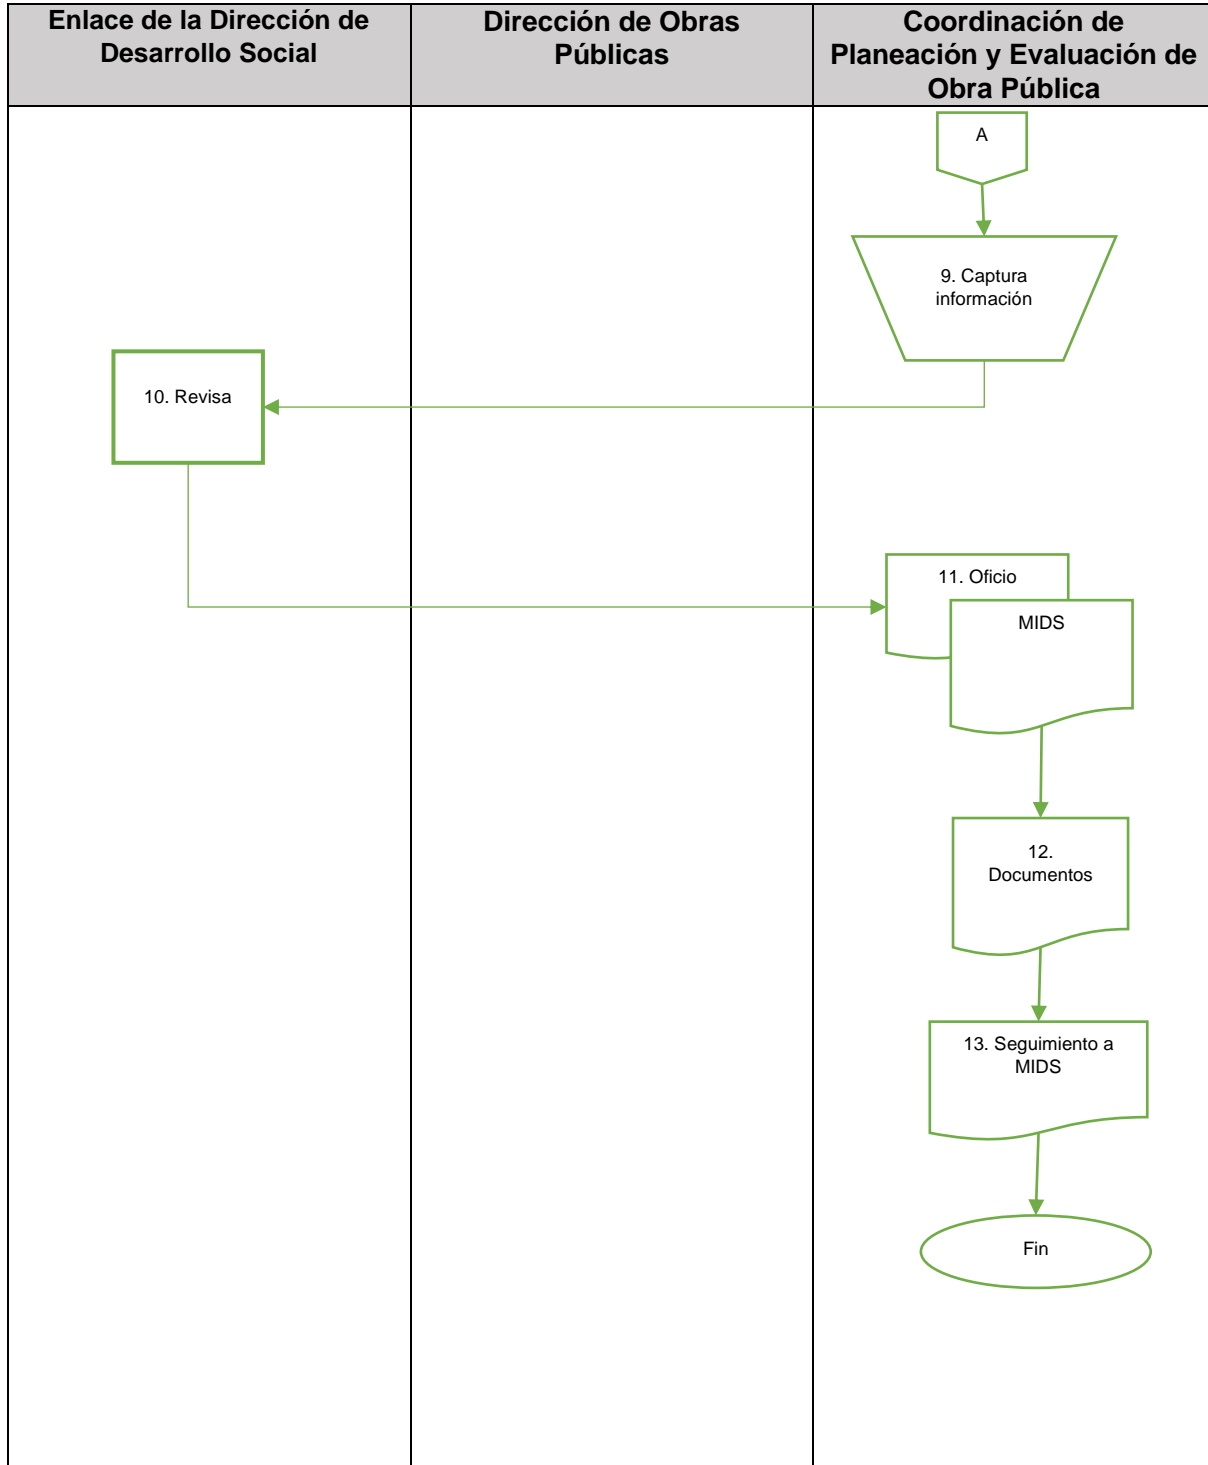 Enlace de la Dirección de
Desarrollo Social
Dirección de Obras
Públicas
Coordinación de
Planeación y Evaluación de
Obra Pública
A
9. Captura
información
10. Revisa
11. Oficio
MIDS
12.
Documentos
13. Seguimiento a
MIDS
Fin